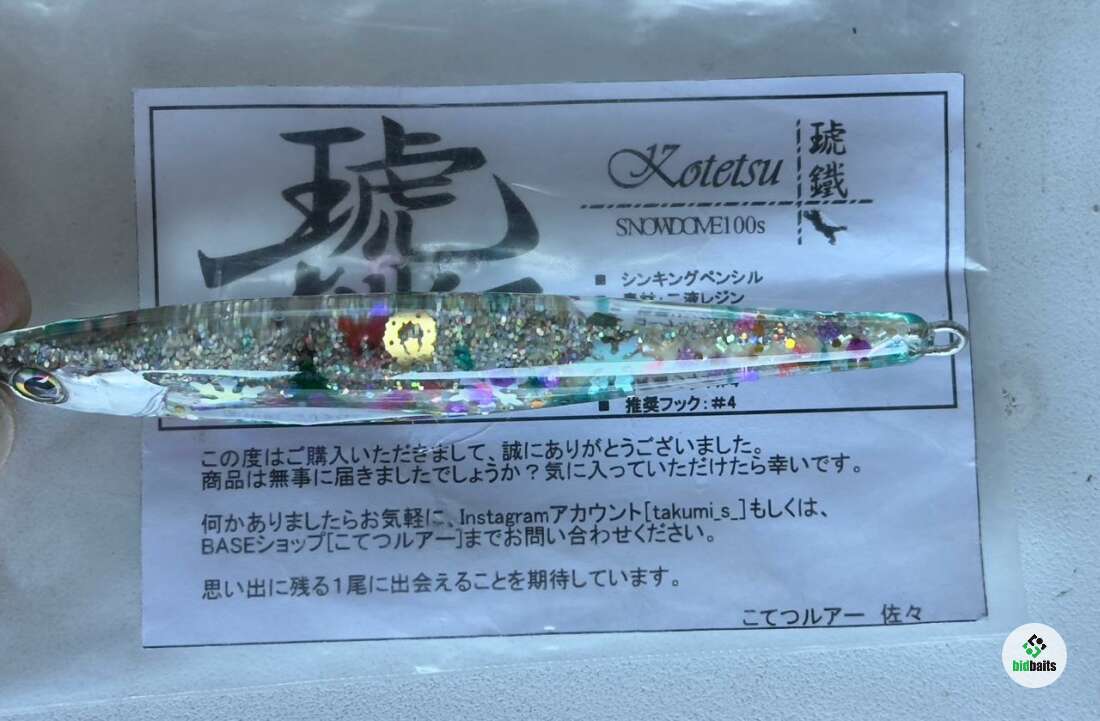 琥
Kotetsu
琥鐵
SNOWDOME100s
■ シンキングペンシル
素材:二液レジン
■ 推奨フック:#4
この度はご購入いただきまして、誠にありがとうございました。
商品は無事に届きましたでしょうか?気に入っていただけたら幸いです。
何かありましたらお気軽に、Instagramアカウント[takumi_s_]もしくは、
BASEショップ[こてつルアー]までお問い合わせください。
思い出に残る1尾に出会えることを期待しています。
こてつルアー 佐々
bidbaits